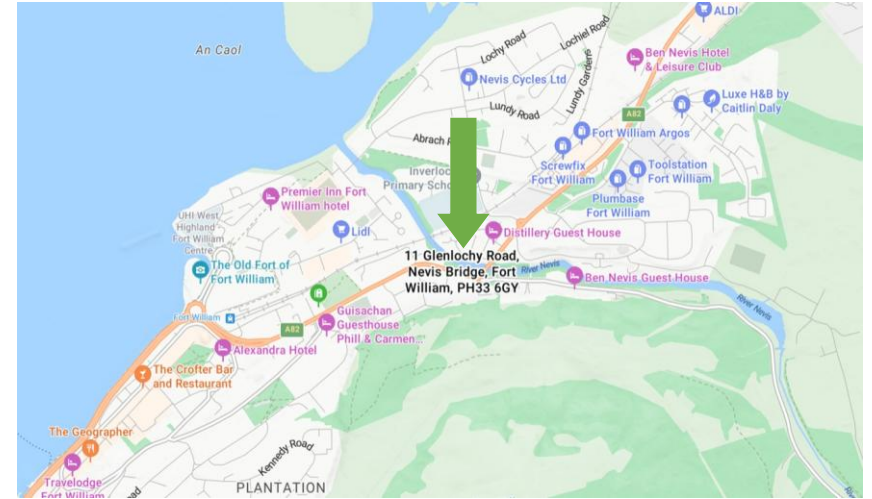 ALDI
An Caol
Lochy Road
Lochiel Road
Ben Nevis Hotel
& Leisure Club
Nevis Cycles Ltd
Lundy Gardens
Luxe H&B by
Caitlin Daly
Lundy Road
A82
Abrach
Fort William Argos
Inverloc
Primary Scho
Screwfix
Fort William
Toolstation
Fort William
Plumbase
Fort William
Premier Inn Fort
William hotel
UHI West
Highland
Fort William
Centre
Lidl
Distillery Guest House
11 Glenlochy Road,
Nevis Bridge, Fort
William, PH33 6GY
River Nevis
Ben Nevis Guest House
The Old Fort of
Fort William
River Nevis
Guisachan
Guesthouse
Phill & Carmen...
Fort William
A82
Alexandra Hotel
The Crofter Bar
and Restaurant
The Geographer
Kennedy Road
Travelodge
Fort William
PLANTATION